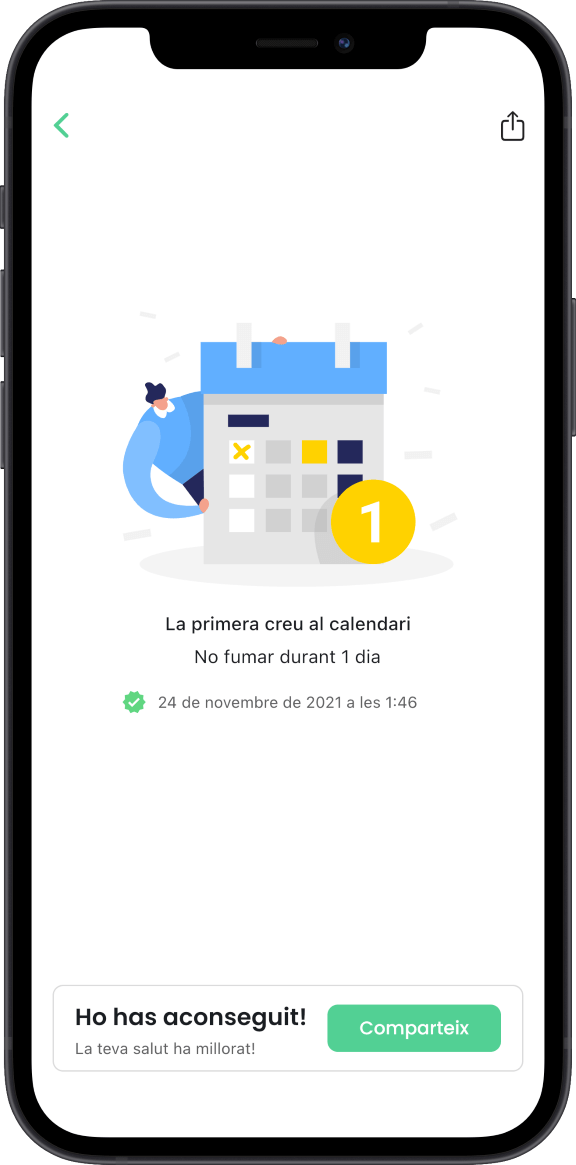 1
La primera creu al calendari
No fumar durant 1 dia
24 de novembre de 2021 a les 1:46
Ho has aconseguit!
La teva salut ha millorat!
Comparteix